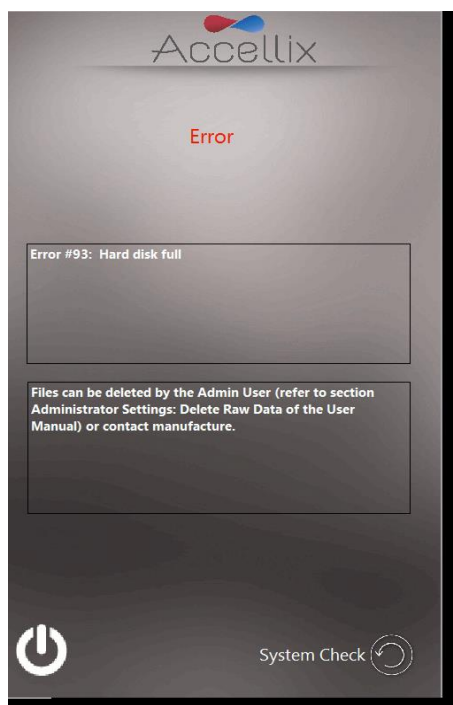 Accellix
Error
Error #93: Hard disk full
Files can be deleted by the Admin User (refer to section
Administrator Settings: Delete Raw Data of the User
Manual) or contact manufacture.
System Check